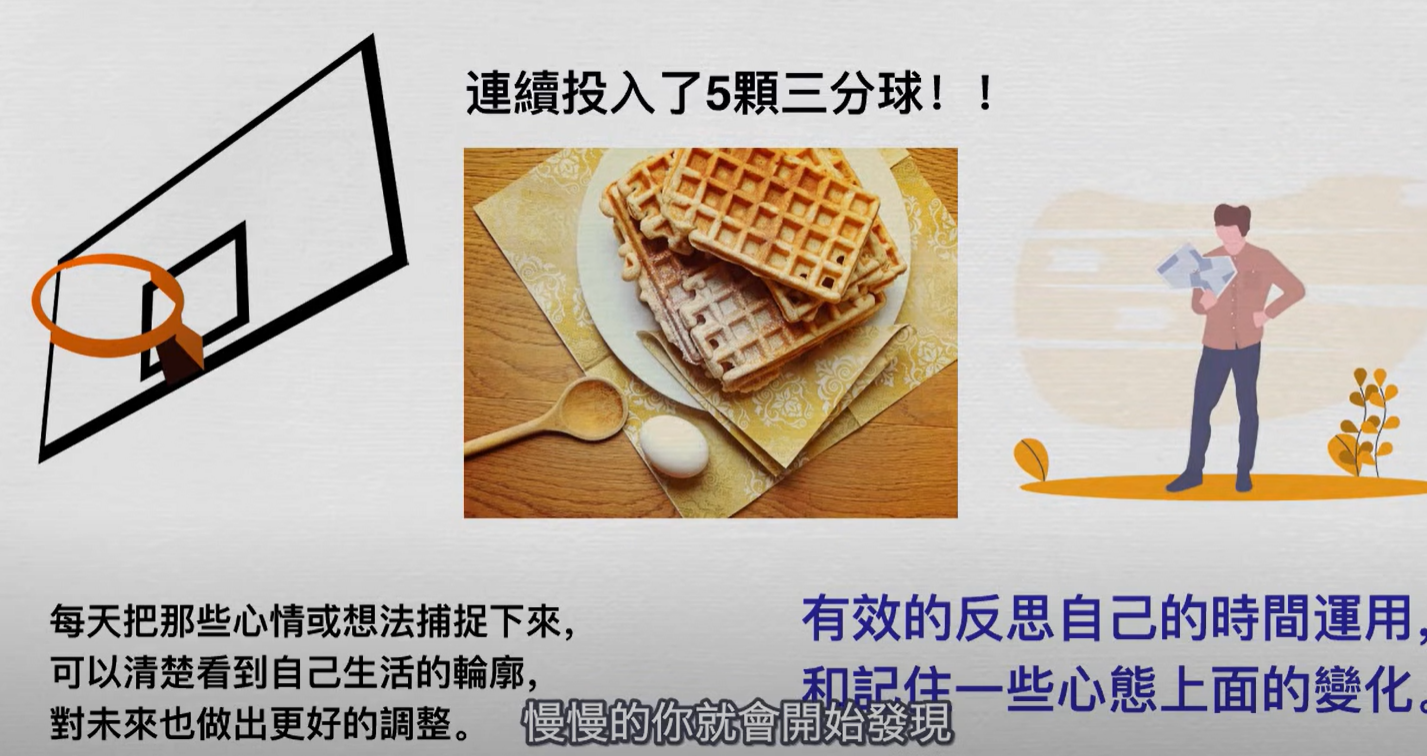 連續投入了5顆三分球！！
每天把那些心情或想法捕捉下來，
可以清楚看到自己生活的輪廓，
對未來也做出更好的調整。
有效的反思自己的時間運用，
和記住一些心態上面的變化。
慢慢的你就會開始發現